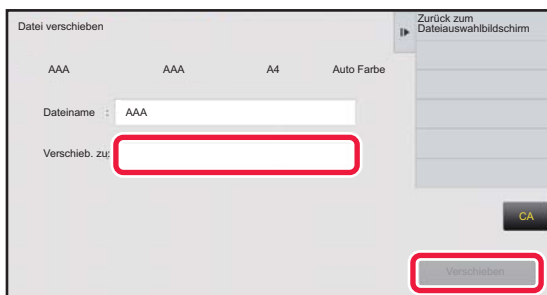 Datei verschieben
Zurück zum
Dateiauswahlbildschirm
AAA AAA A4 Auto Farbe
Dateiname : AAA
Verschieb. zu:
CA
Verschieben